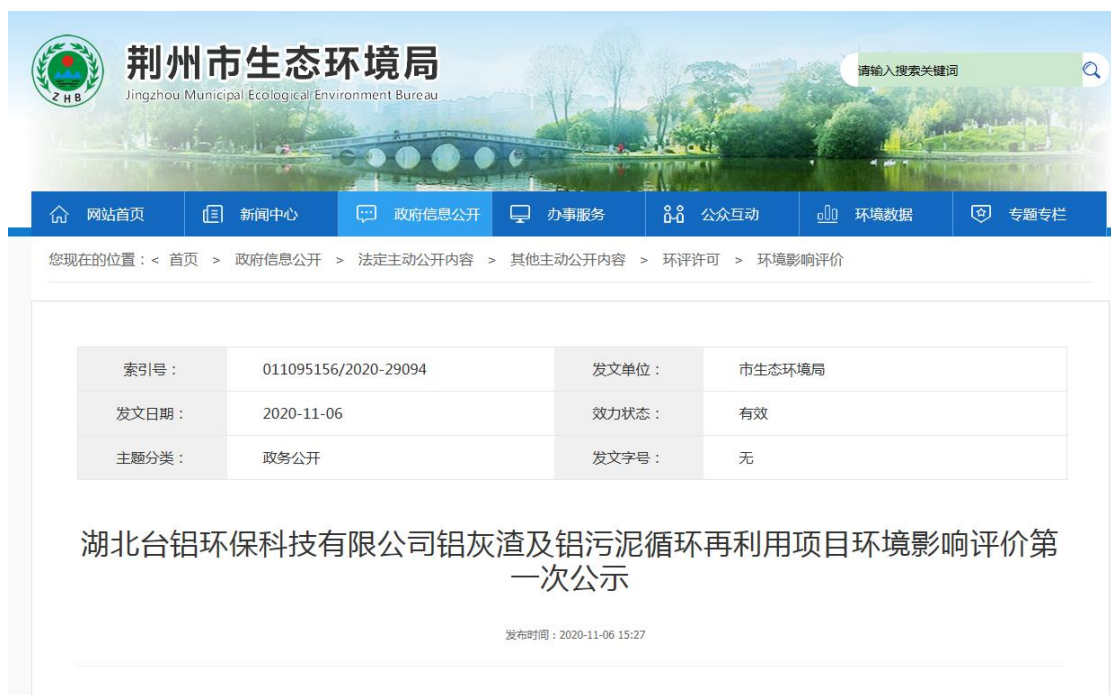 荆州市生态环境局
Jingzhou Municipal Ecological Environment Bureau
ZHB
请输入搜索关键词
网站首页 新闻中心 政府信息公开 办事服务 公众互动 环境数据 专题专栏
您现在的位置：< 首页 > 政府信息公开 > 法定主动公开内容 > 其他主动公开内容 > 环评许可 > 环境影响评价
索引号： 011095156/2020-29094 发文单位： 市生态环境局
发文日期： 2020-11-06 效力状态： 有效
主题分类： 政务公开 发文字号： 无
湖北台铝环保科技有限公司铝灰渣及铝污泥循环再利用项目环境影响评价第
一次公示
发布时间：2020-11-06 15:27